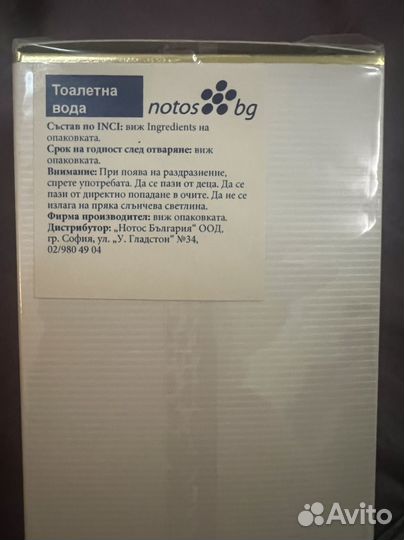 Тоалетна
вода
notos bg
Състав по INCI: виж Ingredients на
опаковката.
Срок на годност след отваряне: виж
опаковката.
Внимание: При поява на раздразнение,
спрете употребата. Да се пази от деца. Да се
пази от директно попадане в очите. Да не се
излага на пряка слънчева светлина.
Фирма производител: виж опаковката.
Дистрибутор: „Нотос България" ООД,
гр. София, ул. „У. Гладстон" №34,
02/980 49 04
Avito